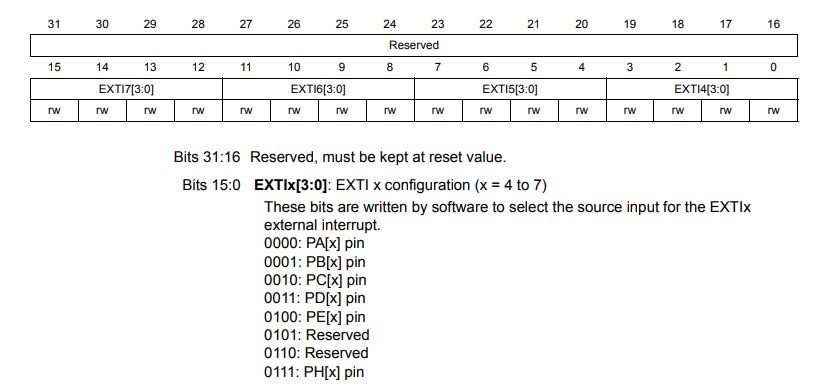 31 30 29 28 27 26 25 24 23 22 21 20 19 18 17 16
Reserved
15 14 13 12 11 10 9 8 7 6 5 4 3 2 1 0
EXTI7[3:0] EXTI6[3:0] EXTI5[3:0] EXTI4[3:0]
rw rw rw rw rw rw rw rw rw rw rw rw rw rw rw rw
Bits 31:16 Reserved, must be kept at reset value.
Bits 15:0 EXTIx[3:0]: EXTI x configuration (x = 4 to 7)
These bits are written by software to select the source input for the EXTIx
external interrupt.
0000: PA[x] pin
0001: PB[x] pin
0010: PC[x] pin
0011: PD[x] pin
0100: PE[x] pin
0101: Reserved
0110: Reserved
0111: PH[x] pin